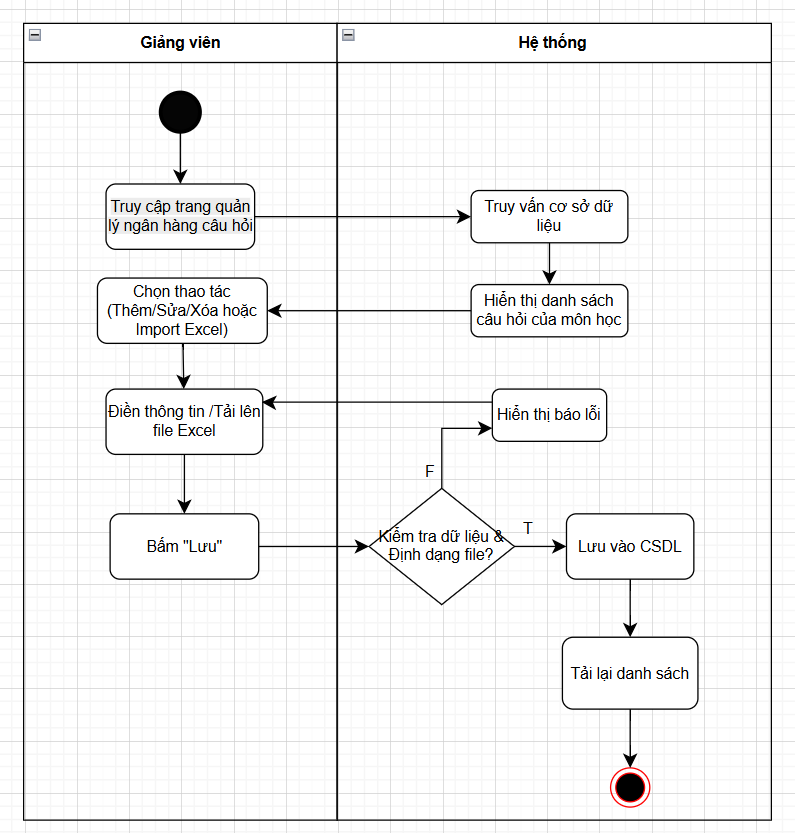 Giảng viên
Hệ thống
Truy cập trang quản
lý ngân hàng câu hỏi
Truy vấn cơ sở dữ
liệu
Chọn thao tác
(Thêm/Sửa/Xóa hoặc
Import Excel)
Hiển thị danh sách
câu hỏi của môn học
Điền thông tin /Tải lên
file Excel
Hiển thị báo lỗi
F
Bấm "Lưu"
Kiểm tra dữ liệu &
Định dạng file?
T
Lưu vào CSDL
Tải lại danh sách